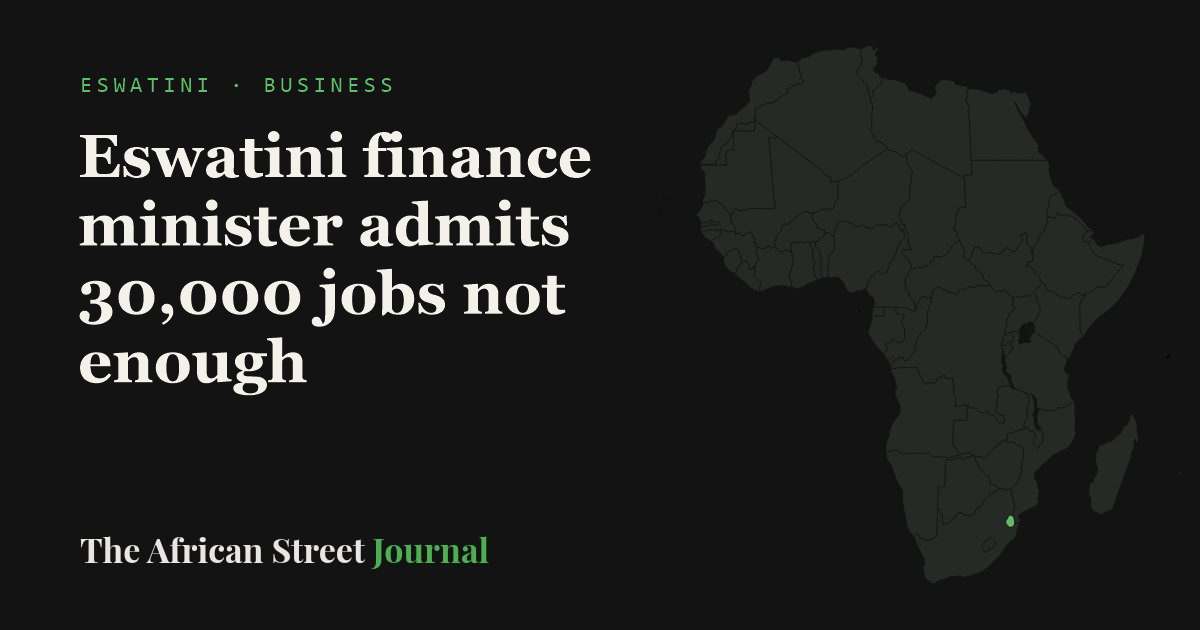 ESWATINI · BUSINESS
Eswatini finance
minister admits
30,000 jobs not
enough
The African Street Journal